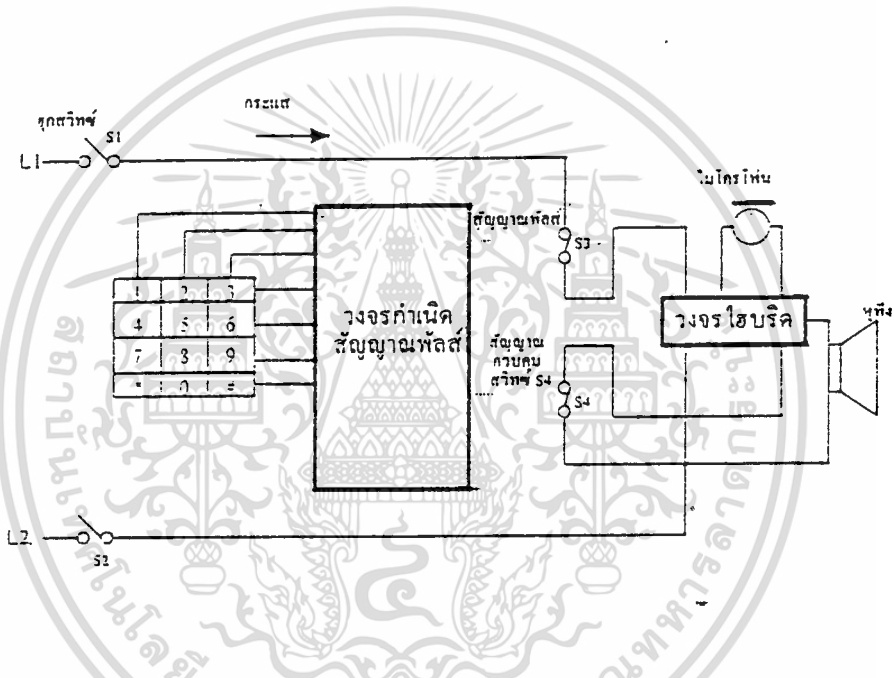 กระแส
ฮุกสวิทซ์
S1
L1
ไมโครโฟน
สัญญาณพัลส์
S3
1 2 3
4 5 6
7 8 9
* 0 #
วงจรกำเนิด
สัญญาณพัลส์
วงจรไฮบริด
หูฟัง
สัญญาณ
ควบคุม
สวิทซ์ S4
S4
L2
S2